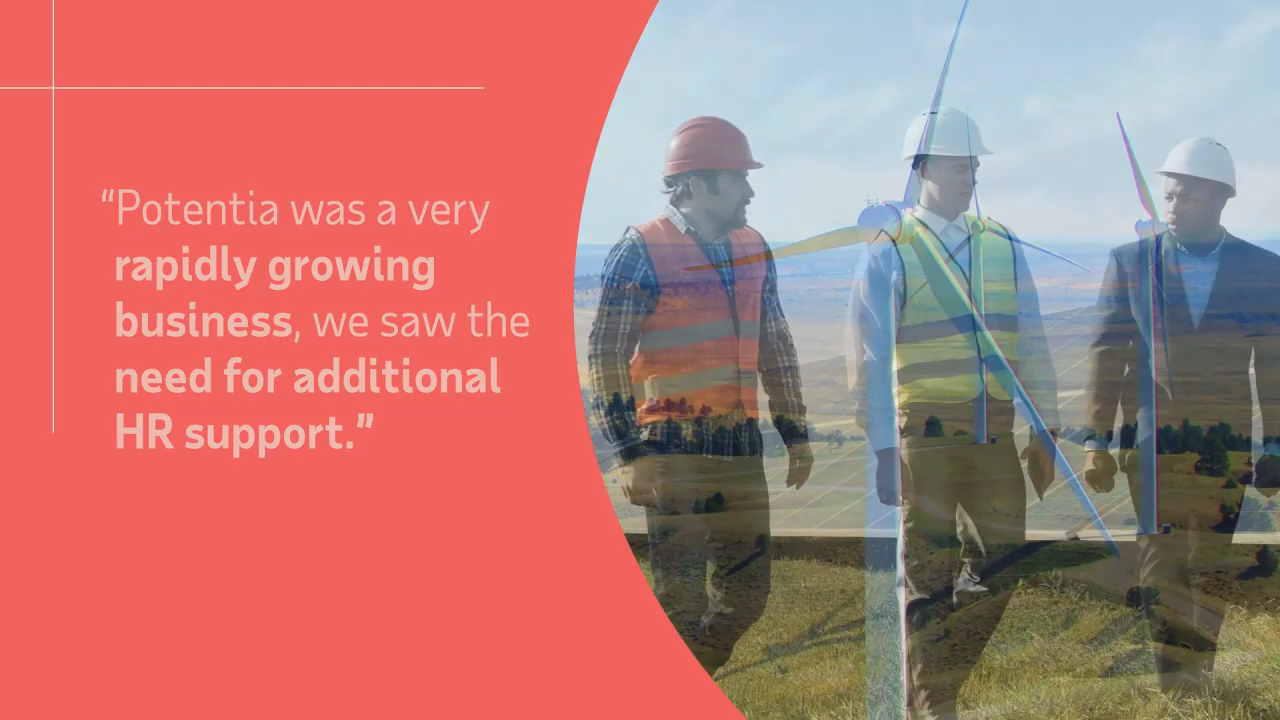 “Potentia was a very
rapidly growing
business, we saw the
need for additional
HR support.”